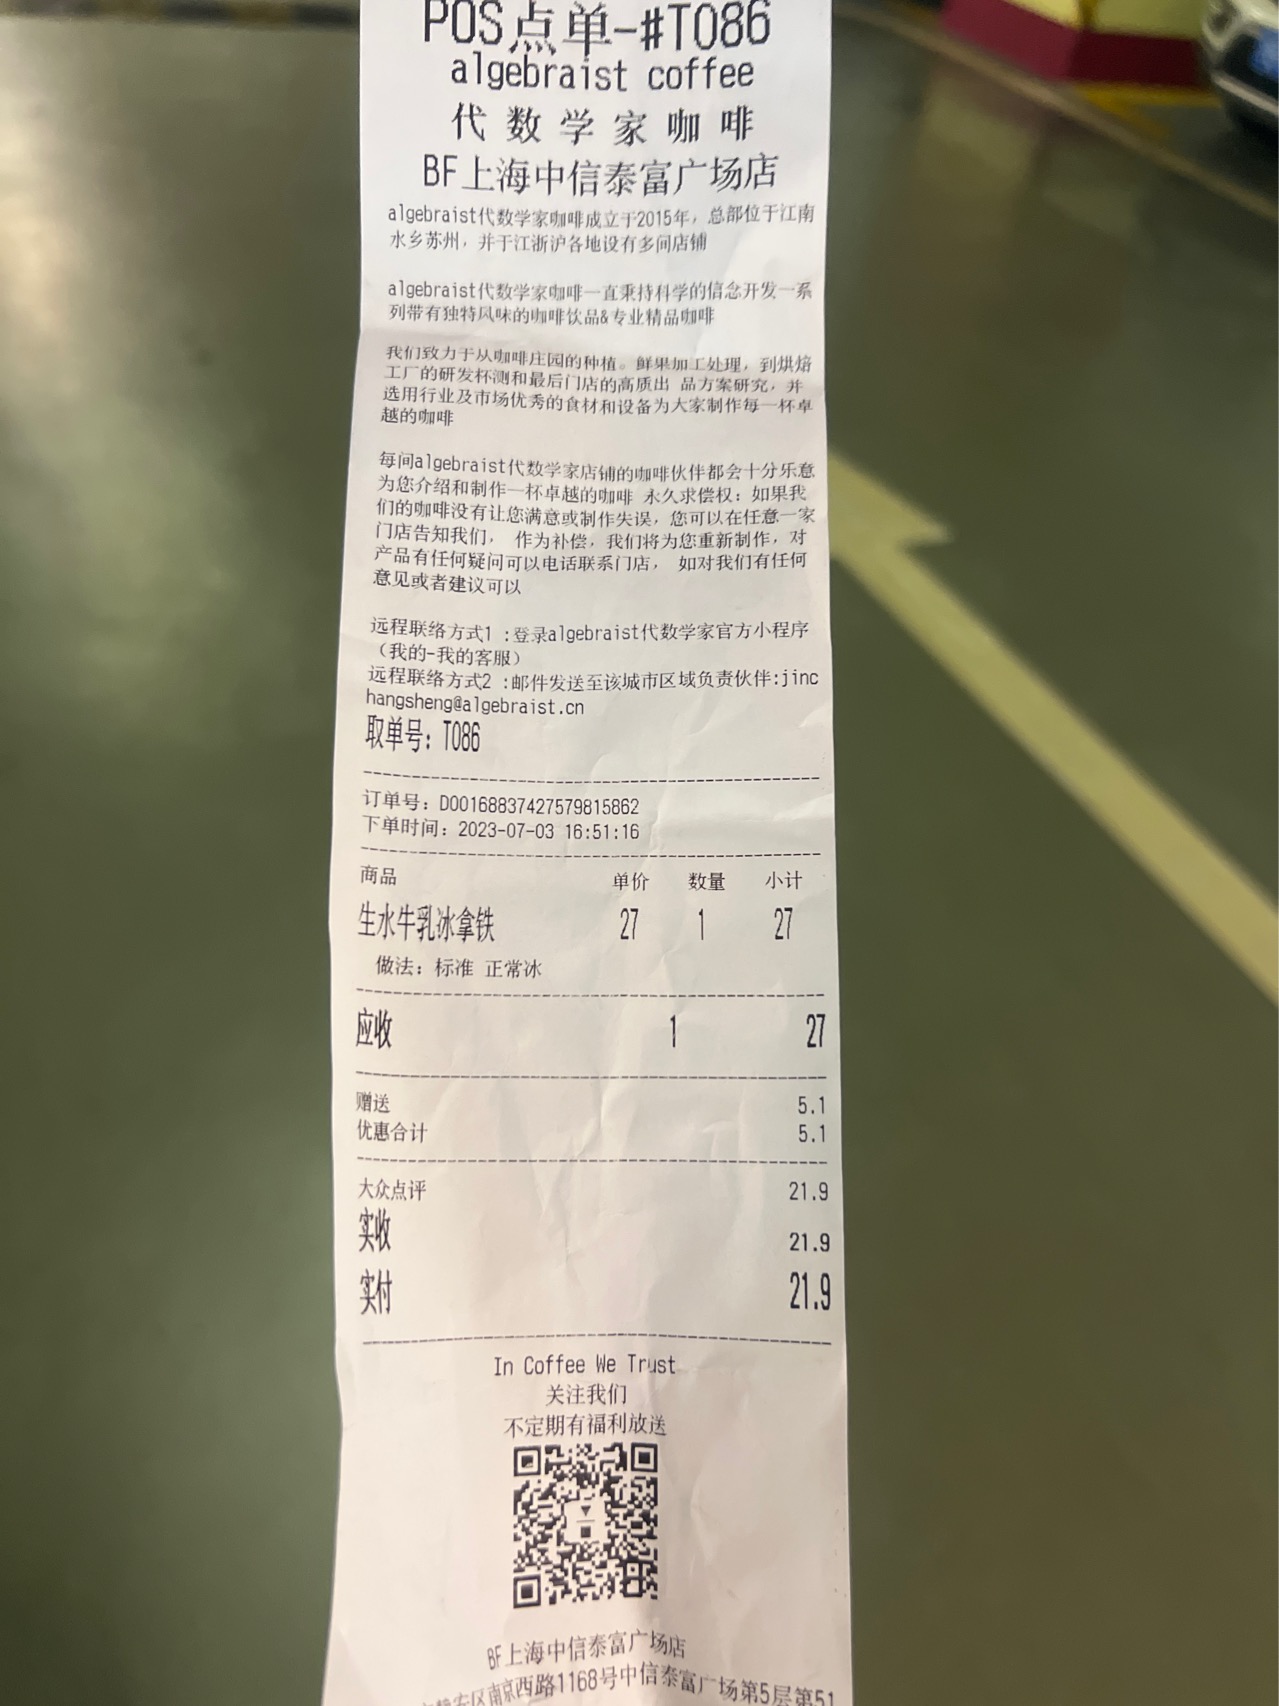 POS点单-#T086
algebraist coffee
代数学家咖啡
BF上海中信泰富广场店
algebraist代数学家咖啡成立于2015年，总部位于江南
水乡苏州，并于江浙沪各地设有多间店铺
algebraist代数学家咖啡一直秉持科学的信念开发一系
列带有独特风味的咖啡饮品&专业精品咖啡
我们致力于从咖啡庄园的种植。鲜果加工处理，到烘焙
工厂的研发杯测和最后门店的高质出 品方案研究，并
选用行业及市场优秀的食材和设备为大家制作每一杯卓
越的咖啡
每间algebraist代数学家店铺的咖啡伙伴都会十分乐意
为您介绍和制作一杯卓越的咖啡 永久求偿权：如果我
们的咖啡没有让您满意或制作失误，您可以在任意一家
门店告知我们， 作为补偿，我们将为您重新制作，对
产品有任何疑问可以电话联系门店， 如对我们有任何
意见或者建议可以
远程联络方式1 :登录algebraist代数学家官方小程序
（我的-我的客服）
远程联络方式2 :邮件发送至该城市区域负责伙伴:jinc
hangsheng@algebraist.cn
取单号：T086
订单号：D00168837427579815862
下单时间：2023-07-03 16:51:16
商品 单价 数量 小计
生水牛乳冰拿铁 27 1 27
做法：标准 正常冰
应收 1 27
赠送 5.1
优惠合计 5.1
大众点评 21.9
实收 21.9
实付 21.9
In Coffee We Trust
关注我们
不定期有福利放送
BF上海中信泰富广场店
静安区南京西路1168号中信泰富广场第5层第51